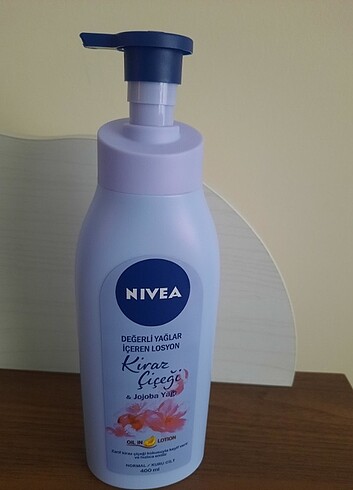 NIVEA
DEĞERLİ YAĞLAR
İÇEREN LOSYON
Kiraz
Çiçeği
& Jojoba Yağı
OIL IN LOTION
NORMAL / KURU CİLT
400 ml